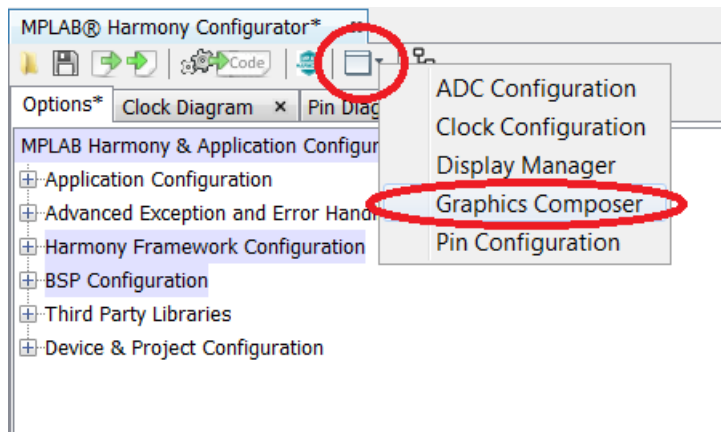 MPLAB® Harmony Configurator*
Code
Options* Clock Diagram × Pin Diag
ADC Configuration
Clock Configuration
Display Manager
Graphics Composer
Pin Configuration
MPLAB Harmony & Application Configur
Application Configuration
Advanced Exception and Error Handl
Harmony Framework Configuration
BSP Configuration
Third Party Libraries
Device & Project Configuration